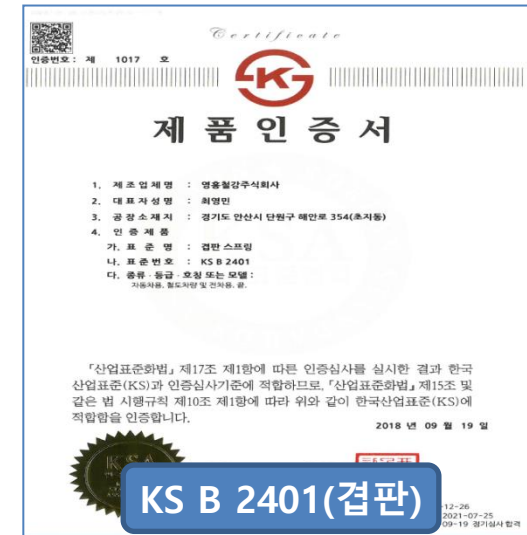 Certificate
인증번호 : 제 1017 호
제 품 인 증 서
1. 제 조 업 체 명 : 영흥철강주식회사
2. 대 표 자 성 명 : 최영민
3. 공 장 소 재 지 : 경기도 안산시 단원구 해안로 354(초지동)
4. 인 증 제 품
가. 표 준 명 : 겹판 스프링
나. 표준번호 : KS B 2401
다. 종류 · 등급 · 호칭 또는 모델 :
자동차용, 철도차량 및 전차용, 끝.
「산업표준화법」 제17조 제1항에 따른 인증심사를 실시한 결과 한국
산업표준(KS)과 인증심사기준에 적합하므로, 「산업표준화법」 제15조 및
같은 법 시행규칙 제10조 제1항에 따라 위와 같이 한국산업표준(KS)에
적합함을 인증합니다.
2018 년 09 월 19 일
KSA
KS B 2401(겹판)
-12-26
2021-07-25
09-19 정기심사 합격